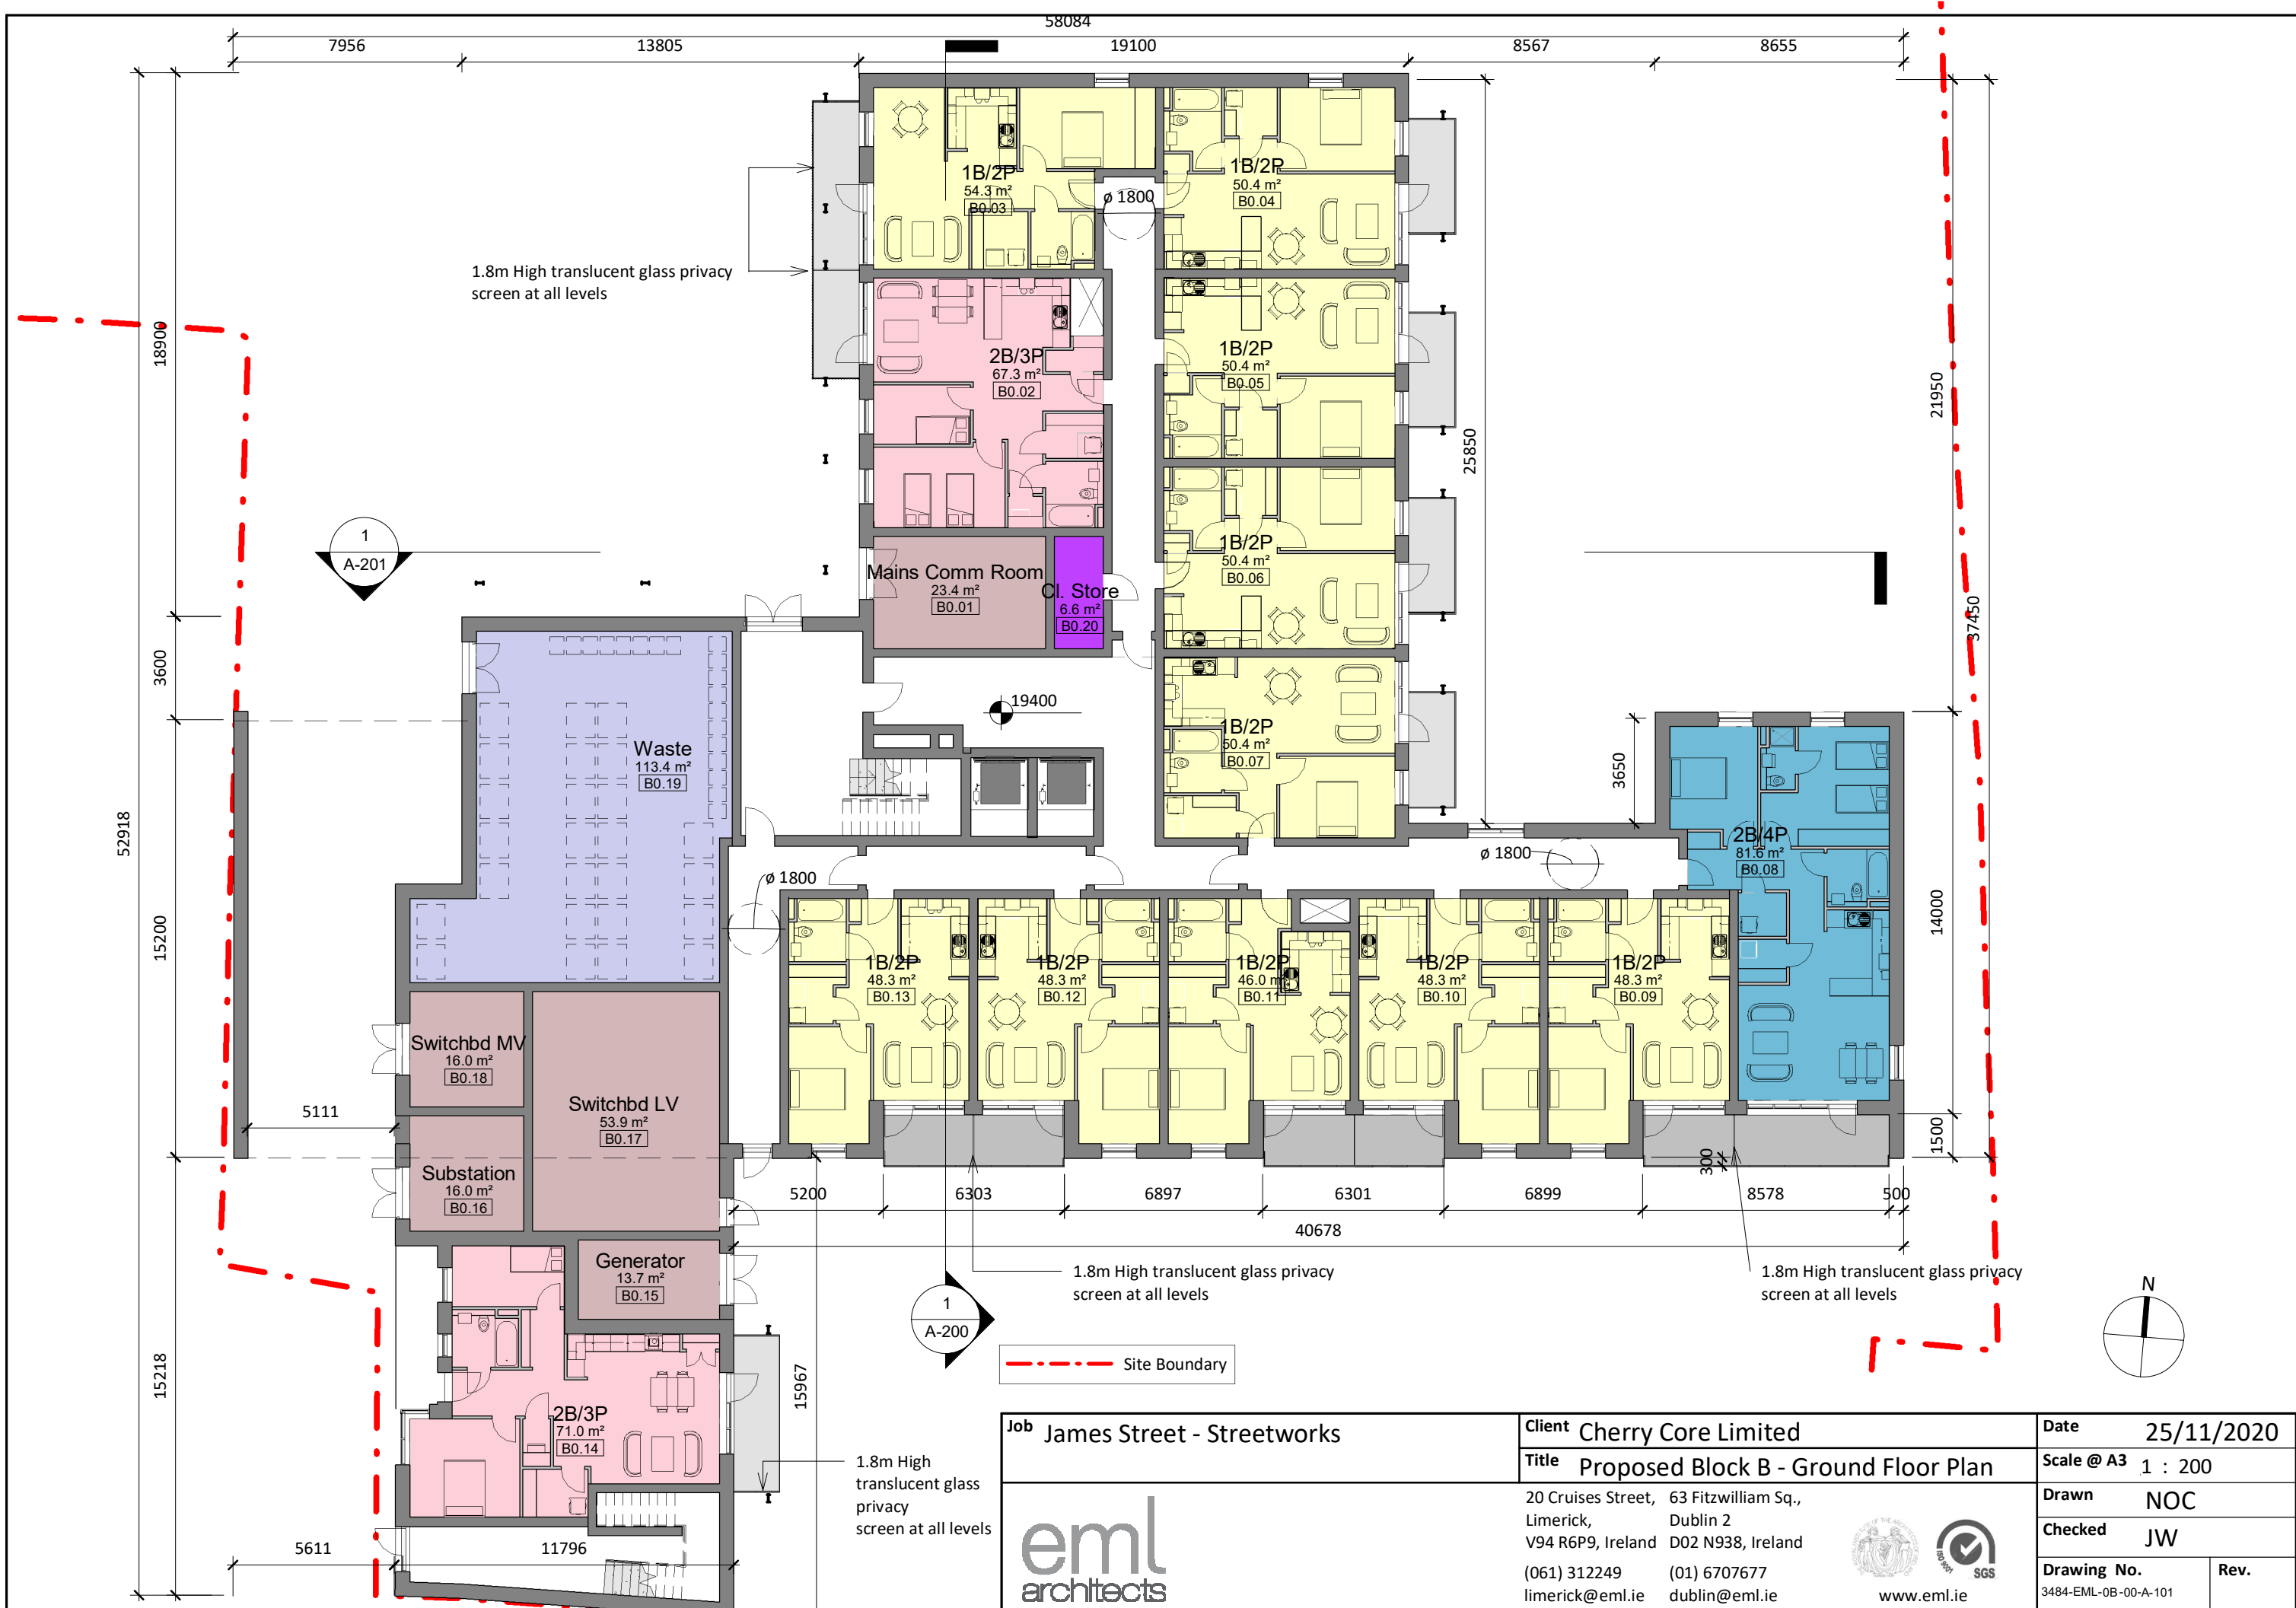 58084
7956
13805
19100
8567
8655
1B/2P
54.3 m²
B0.03
ø 1800
1B/2P
50.4 m²
B0.04
1.8m High translucent glass privacy
screen at all levels
18900
2B/3P
67.3 m²
B0.02
1B/2P
50.4 m²
B0.05
21950
25850
1
A-201
Mains Comm Room
23.4 m²
B0.01
Cl. Store
6.6 m²
B0.20
1B/2P
50.4 m²
B0.06
37450
3600
19400
Waste
113.4 m²
B0.19
1B/2P
50.4 m²
B0.07
3650
52918
2B/4P
81.6 m²
B0.08
ø 1800
ø 1800
15200
14000
1B/2P
48.3 m²
B0.13
1B/2P
48.3 m²
B0.12
1B/2P
46.0 m²
B0.11
1B/2P
48.3 m²
B0.10
1B/2P
48.3 m²
B0.09
Switchbd MV
16.0 m²
B0.18
5111
Switchbd LV
53.9 m²
B0.17
1500
300
Substation
16.0 m²
B0.16
5200
6303
6897
6301
6899
8578
500
40678
Generator
13.7 m²
B0.15
1.8m High translucent glass privacy
screen at all levels
1.8m High translucent glass privacy
screen at all levels
N
1
A-200
Site Boundary
15218
15967
2B/3P
71.0 m²
B0.14
1.8m High
translucent glass
privacy
screen at all levels
5611
11796
Job James Street - Streetworks
Client Cherry Core Limited
Title Proposed Block B - Ground Floor Plan
Date 25/11/2020
Scale @ A3 1 : 200
Drawn NOC
Checked JW
Drawing No.
3484-EML-0B-00-A-101
Rev.
eml
architects
20 Cruises Street,
Limerick,
V94 R6P9, Ireland
(061) 312249
limerick@eml.ie
63 Fitzwilliam Sq.,
Dublin 2
D02 N938, Ireland
(01) 6707677
dublin@eml.ie
ISO 9001
SGS
www.eml.ie